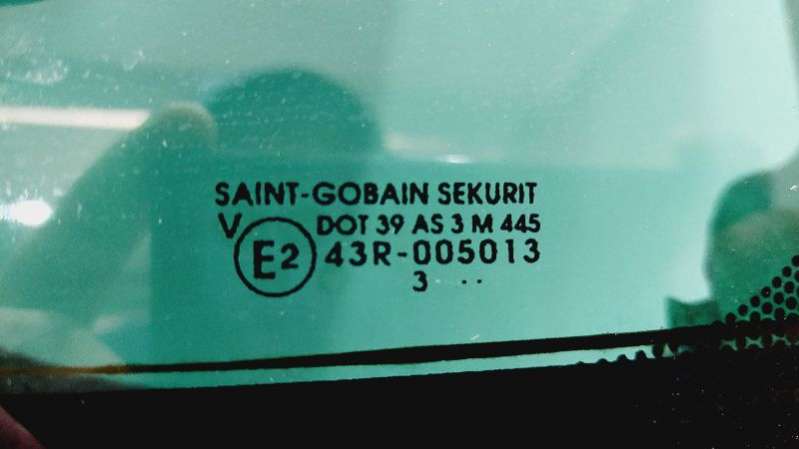 SAINT-GOBAIN SEKURIT
V DOT 39 AS 3 M 445
E2 43R-005013
3 ..